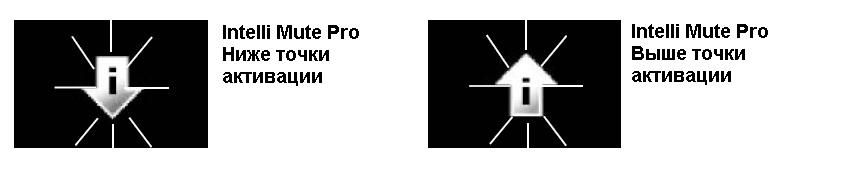 Intelli Mute Pro
Ниже точки
активации
i
Intelli Mute Pro
Выше точки
активации
i